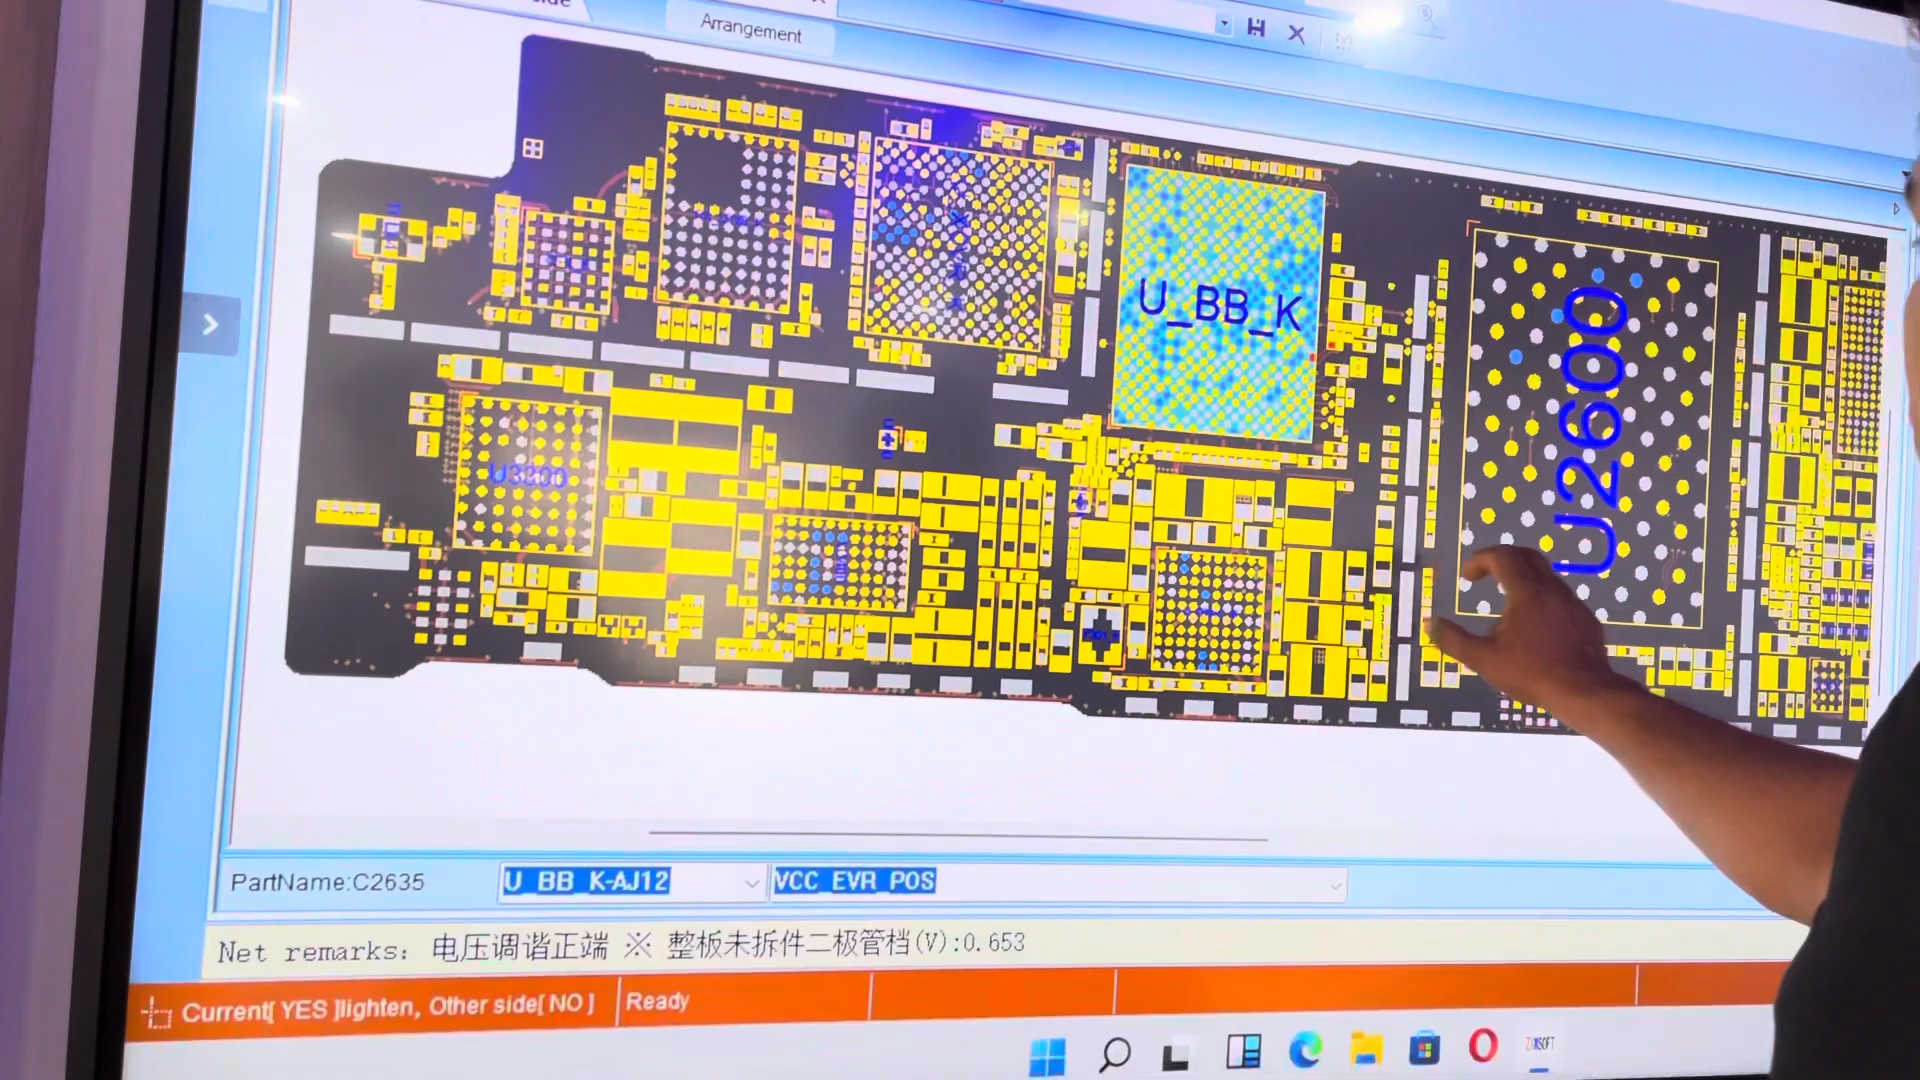 Arrangement
U_BB_K
U2600
U3300
PartName:C2635
U_BB_K-AJ12
VCC_EVR_POS
Net remarks: 电压调谐正端 ※ 整板未拆件二极管档(V):0.653
Current[ YES ]lighten, Other side[ NO ]
Ready
ZXWSOFT